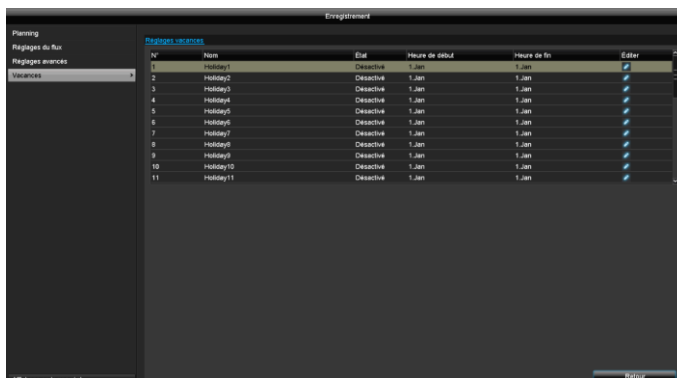 Enregistrement
Planning
Réglages du flux
Réglages avancés
Vacances
Réglages vacances
N° Nom État Heure de début Heure de fin Éditer
1 Holiday1 Désactivé 1.Jan 1.Jan
2 Holiday2 Désactivé 1.Jan 1.Jan
3 Holiday3 Désactivé 1.Jan 1.Jan
4 Holiday4 Désactivé 1.Jan 1.Jan
5 Holiday5 Désactivé 1.Jan 1.Jan
6 Holiday6 Désactivé 1.Jan 1.Jan
7 Holiday7 Désactivé 1.Jan 1.Jan
8 Holiday8 Désactivé 1.Jan 1.Jan
9 Holiday9 Désactivé 1.Jan 1.Jan
10 Holiday10 Désactivé 1.Jan 1.Jan
11 Holiday11 Désactivé 1.Jan 1.Jan
Retour